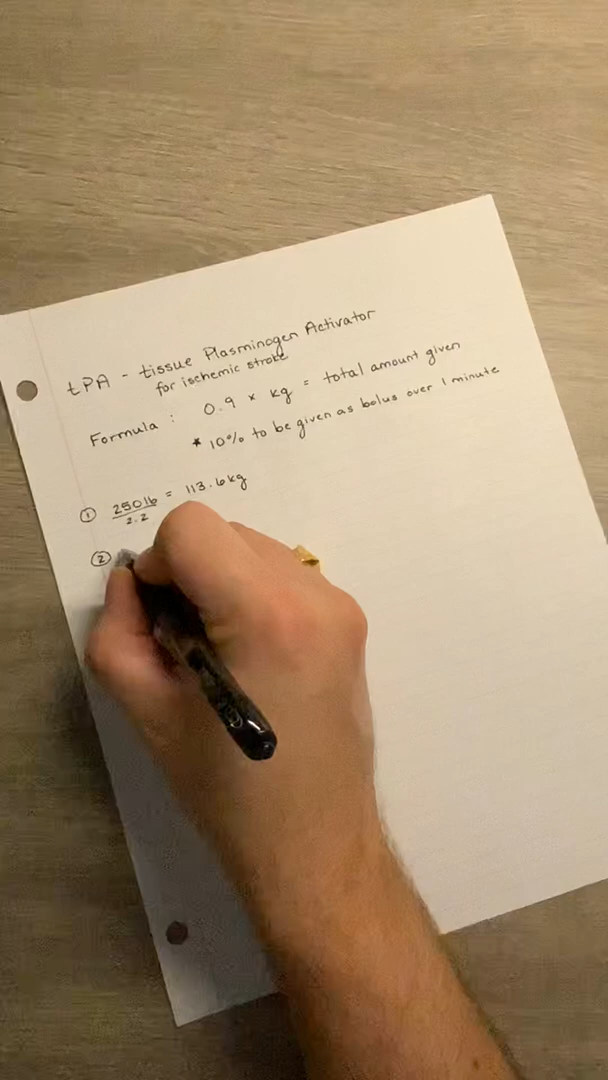 tPA - tissue Plasminogen Activator
for ischemic stroke
Formula : 0.9 × kg = total amount given
* 10% to be given as bolus over 1 minute
① 250lb = 113.6kg
2.2
②